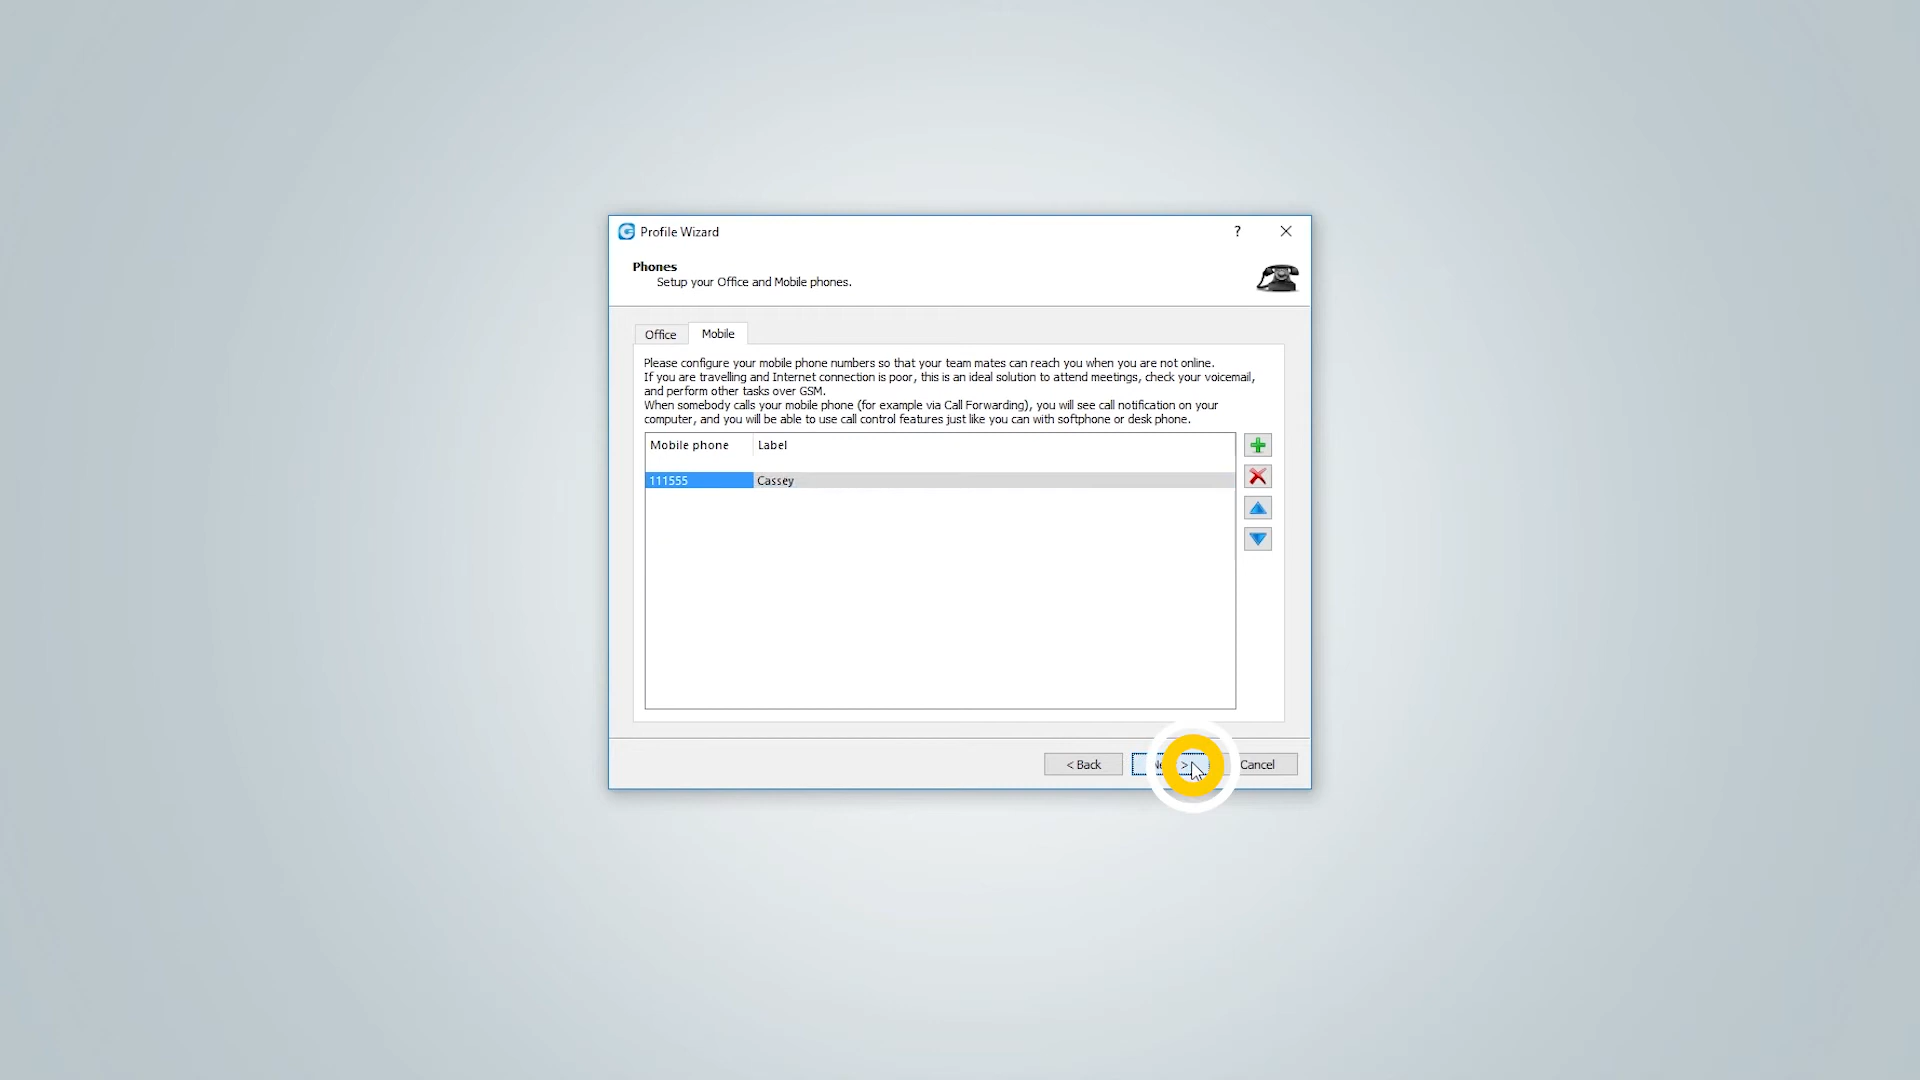 Profile Wizard
?
Phones
Setup your Office and Mobile phones.
Office
Mobile
Please configure your mobile phone numbers so that your team mates can reach you when you are not online.
If you are travelling and Internet connection is poor, this is an ideal solution to attend meetings, check your voicemail,
and perform other tasks over GSM.
When somebody calls your mobile phone (for example via Call Forwarding), you will see call notification on your
computer, and you will be able to use call control features just like you can with softphone or desk phone.
Mobile phone Label
111555 Cassey
< Back
>
Cancel